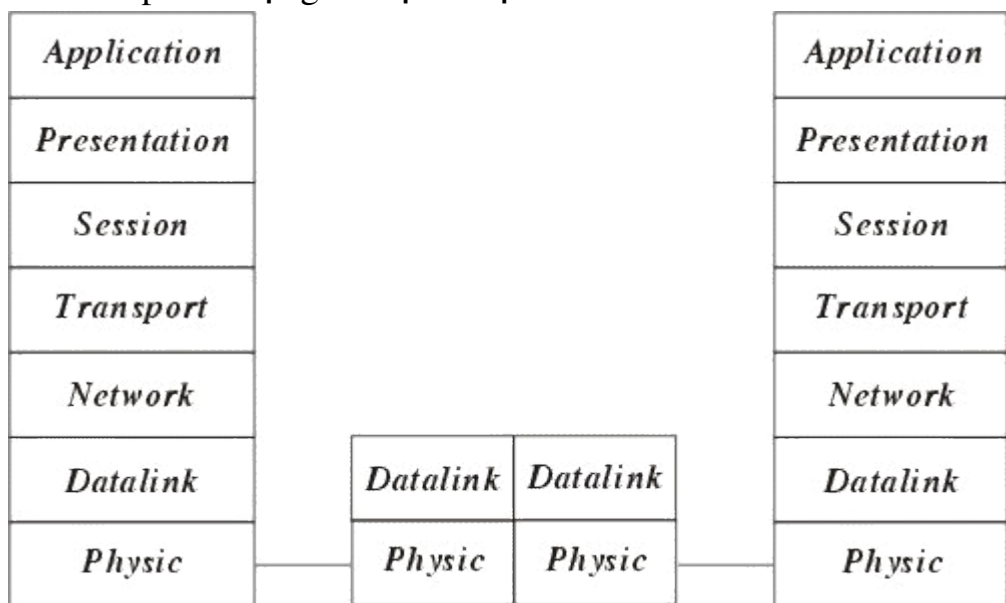 Application
Presentation
Session
Transport
Network
Datalink
Physic
Datalink Datalink
Physic Physic
Application
Presentation
Session
Transport
Network
Datalink
Physic